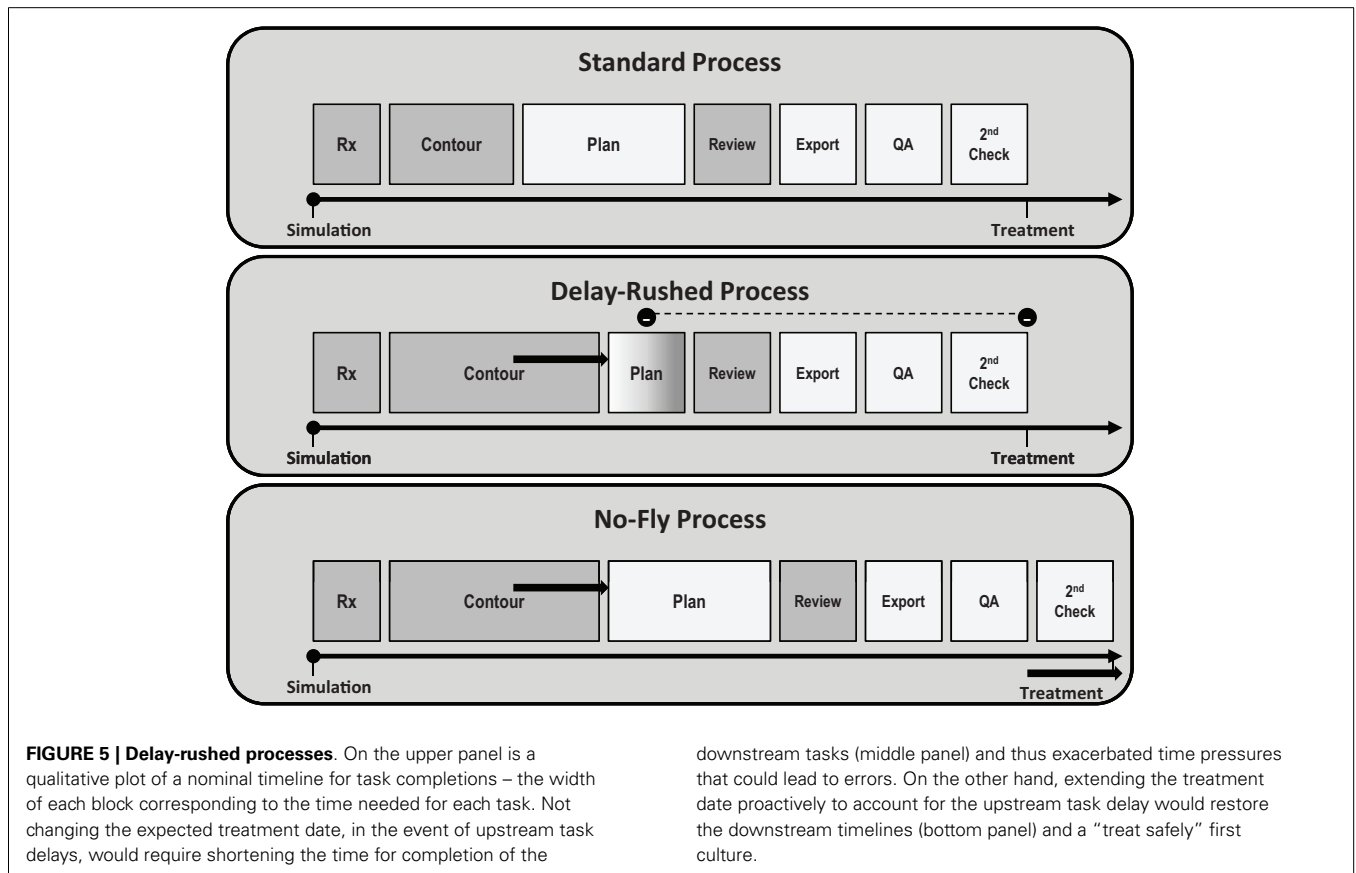 Standard Process
Rx
Contour
Plan
Review
Export
QA
2nd
Check
Simulation
Treatment
Delay-Rushed Process
-
-
Rx
Contour
Plan
Review
Export
QA
2nd
Check
Simulation
Treatment
No-Fly Process
Rx
Contour
Plan
Review
Export
QA
2nd
Check
Simulation
Treatment
FIGURE 5 | Delay-rushed processes. On the upper panel is a
qualitative plot of a nominal timeline for task completions – the width
of each block corresponding to the time needed for each task. Not
changing the expected treatment date, in the event of upstream task
delays, would require shortening the time for completion of the
downstream tasks (middle panel) and thus exacerbated time pressures
that could lead to errors. On the other hand, extending the treatment
date proactively to account for the upstream task delay would restore
the downstream timelines (bottom panel) and a “treat safely” first
culture.